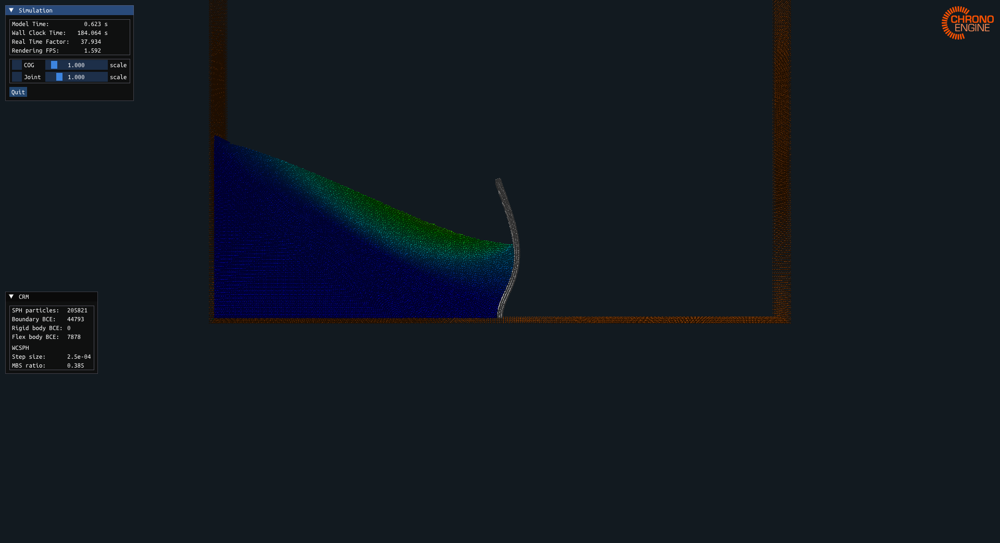 Simulation
Model Time: 0.623 s
Wall Clock Time: 184.064 s
Real Time Factor: 37.934
Rendering FPS: 1.592
COG 1.000 scale
Joint 1.000 scale
Quit
CHRONO
ENGINE
CRM
SPH particles: 205821
Boundary BCE: 44793
Rigid body BCE: 0
Flex body BCE: 7878
WCSPH
Step size: 2.5e-04
MBS ratio: 0.385